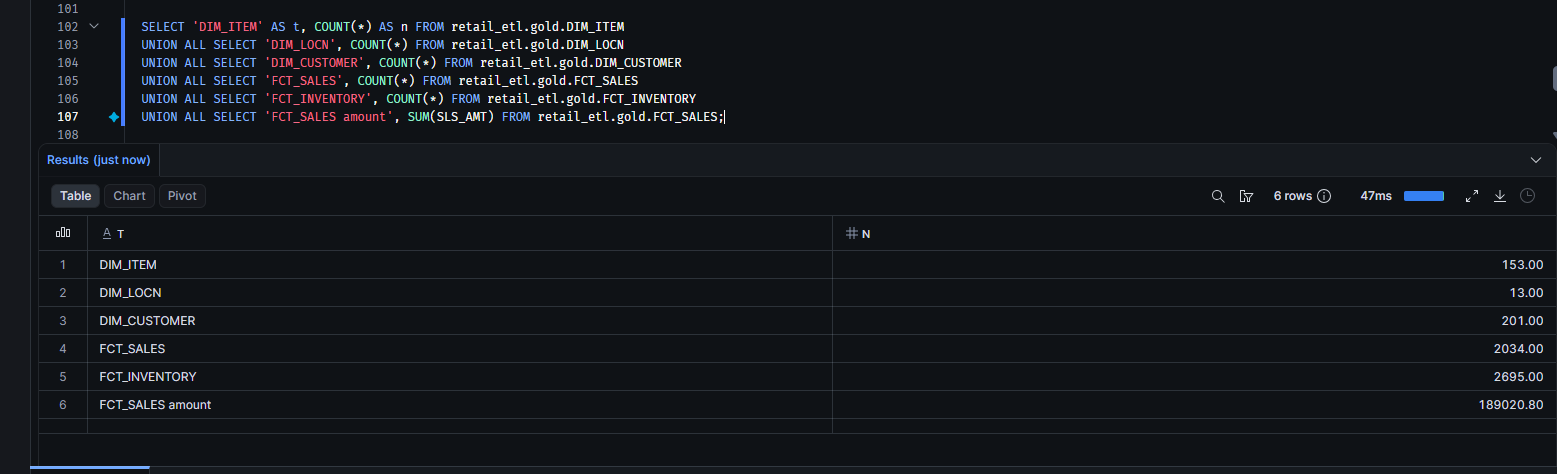 101
102 SELECT 'DIM_ITEM' AS t, COUNT(*) AS n FROM retail_etl.gold.DIM_ITEM
103 UNION ALL SELECT 'DIM_LOCN', COUNT(*) FROM retail_etl.gold.DIM_LOCN
104 UNION ALL SELECT 'DIM_CUSTOMER', COUNT(*) FROM retail_etl.gold.DIM_CUSTOMER
105 UNION ALL SELECT 'FCT_SALES', COUNT(*) FROM retail_etl.gold.FCT_SALES
106 UNION ALL SELECT 'FCT_INVENTORY', COUNT(*) FROM retail_etl.gold.FCT_INVENTORY
107 UNION ALL SELECT 'FCT_SALES amount', SUM(SLS_AMT) FROM retail_etl.gold.FCT_SALES;
108
Results (just now)
Table Chart Pivot 6 rows 47ms
A T # N
1 DIM_ITEM 153.00
2 DIM_LOCN 13.00
3 DIM_CUSTOMER 201.00
4 FCT_SALES 2034.00
5 FCT_INVENTORY 2695.00
6 FCT_SALES amount 189020.80